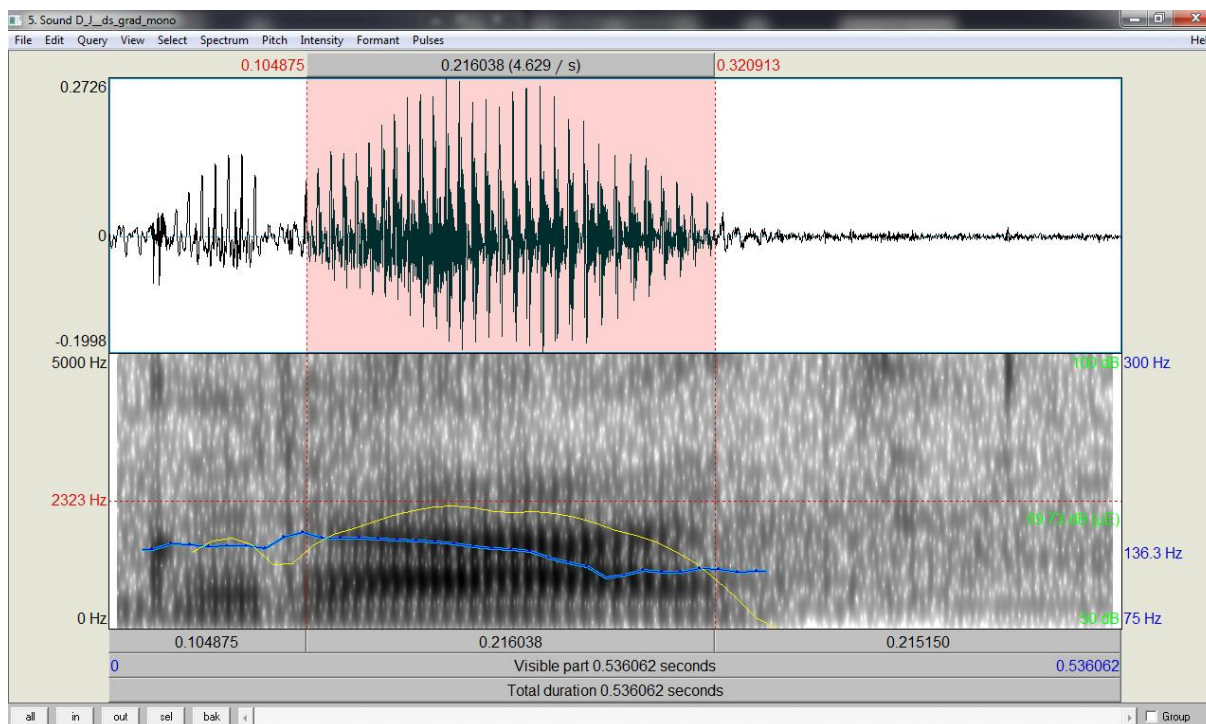 5. Sound D_J__ds_grad_mono
File Edit Query View Select Spectrum Pitch Intensity Formant Pulses Hel
0.104875 0.216038 (4.629 / s) 0.320913
0.2726
0
-0.1998
5000 Hz 100 dB 300 Hz
2323 Hz
69.73 dB (µE)
136.3 Hz
0 Hz 50 dB 75 Hz
0.104875 0.216038 0.215150
0 Visible part 0.536062 seconds 0.536062
Total duration 0.536062 seconds
all in out sel bak Group